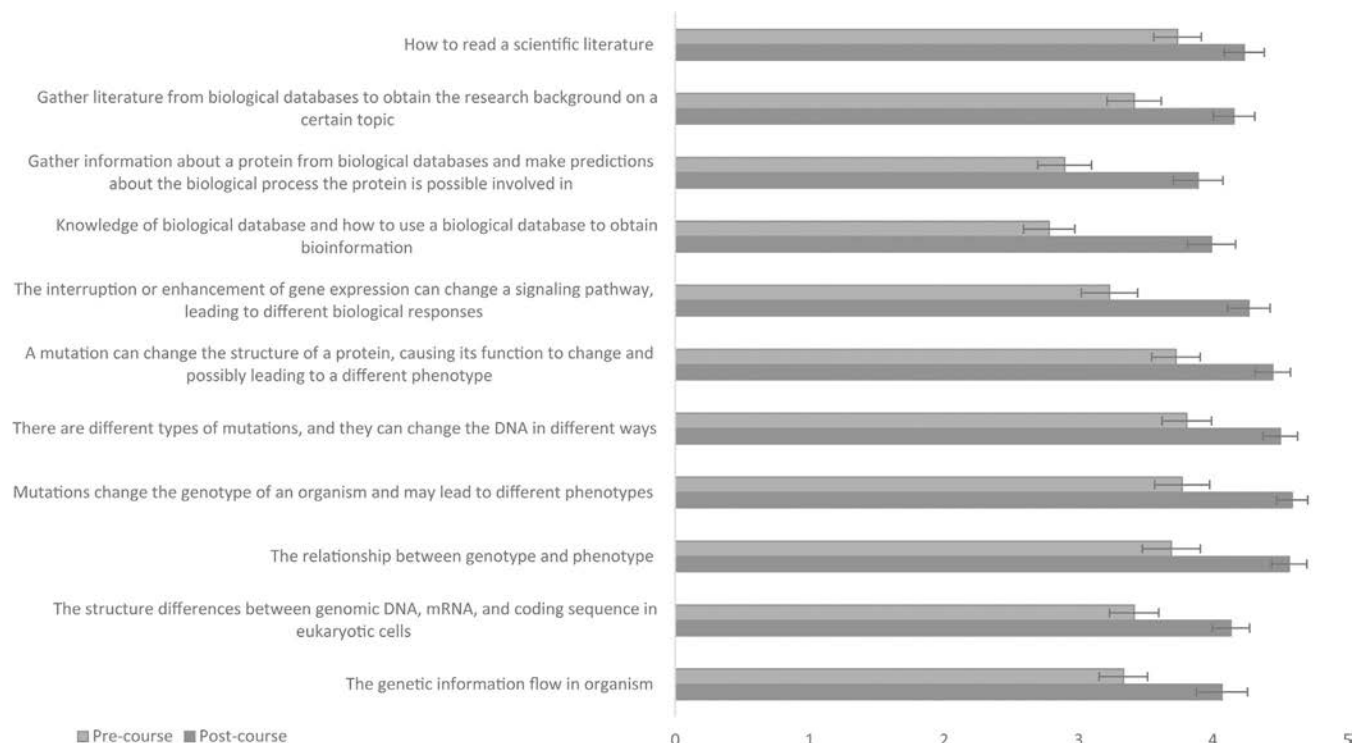 How to read a scientific literature
Gather literature from biological databases to obtain the research background on a
certain topic
Gather information about a protein from biological databases and make predictions
about the biological process the protein is possible involved in
Knowledge of biological database and how to use a biological database to obtain
bioinformation
The interruption or enhancement of gene expression can change a signaling pathway,
leading to different biological responses
A mutation can change the structure of a protein, causing its function to change and
possibly leading to a different phenotype
There are different types of mutations, and they can change the DNA in different ways
Mutations change the genotype of an organism and may lead to different phenotypes
The relationship between genotype and phenotype
The structure differences between genomic DNA, mRNA, and coding sequence in
eukaryotic cells
The genetic information flow in organism
Pre-course Post-course 0 1 2 3 4 5